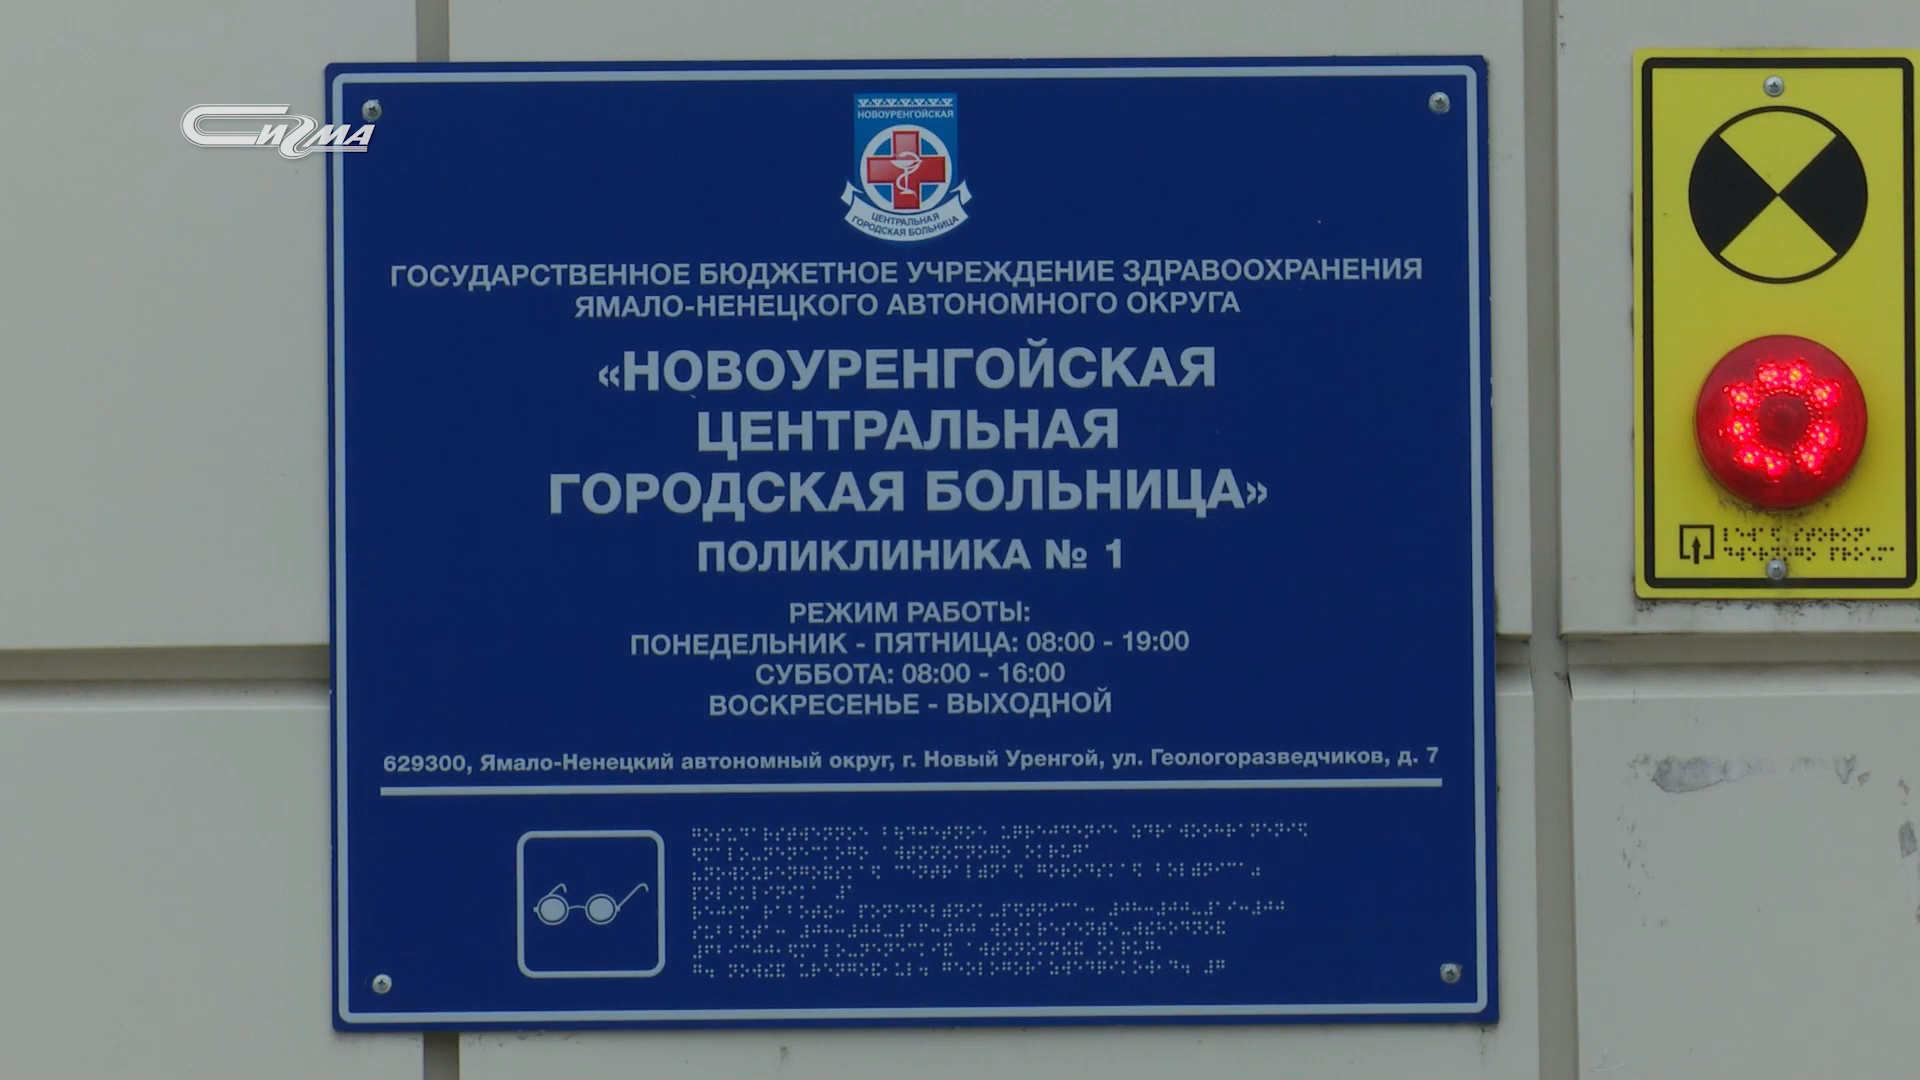 Сигма
НОВОУРЕНГОЙСКАЯ
ЦЕНТРАЛЬНАЯ
ГОРОДСКАЯ БОЛЬНИЦА
ГОСУДАРСТВЕННОЕ БЮДЖЕТНОЕ УЧРЕЖДЕНИЕ ЗДРАВООХРАНЕНИЯ
ЯМАЛО-НЕНЕЦКОГО АВТОНОМНОГО ОКРУГА
«НОВОУРЕНГОЙСКАЯ
ЦЕНТРАЛЬНАЯ
ГОРОДСКАЯ БОЛЬНИЦА»
ПОЛИКЛИНИКА № 1
РЕЖИМ РАБОТЫ:
ПОНЕДЕЛЬНИК - ПЯТНИЦА: 08:00 - 19:00
СУББОТА: 08:00 - 16:00
ВОСКРЕСЕНЬЕ - ВЫХОДНОЙ
629300, Ямало-Ненецкий автономный округ, г. Новый Уренгой, ул. Геологоразведчиков, д. 7